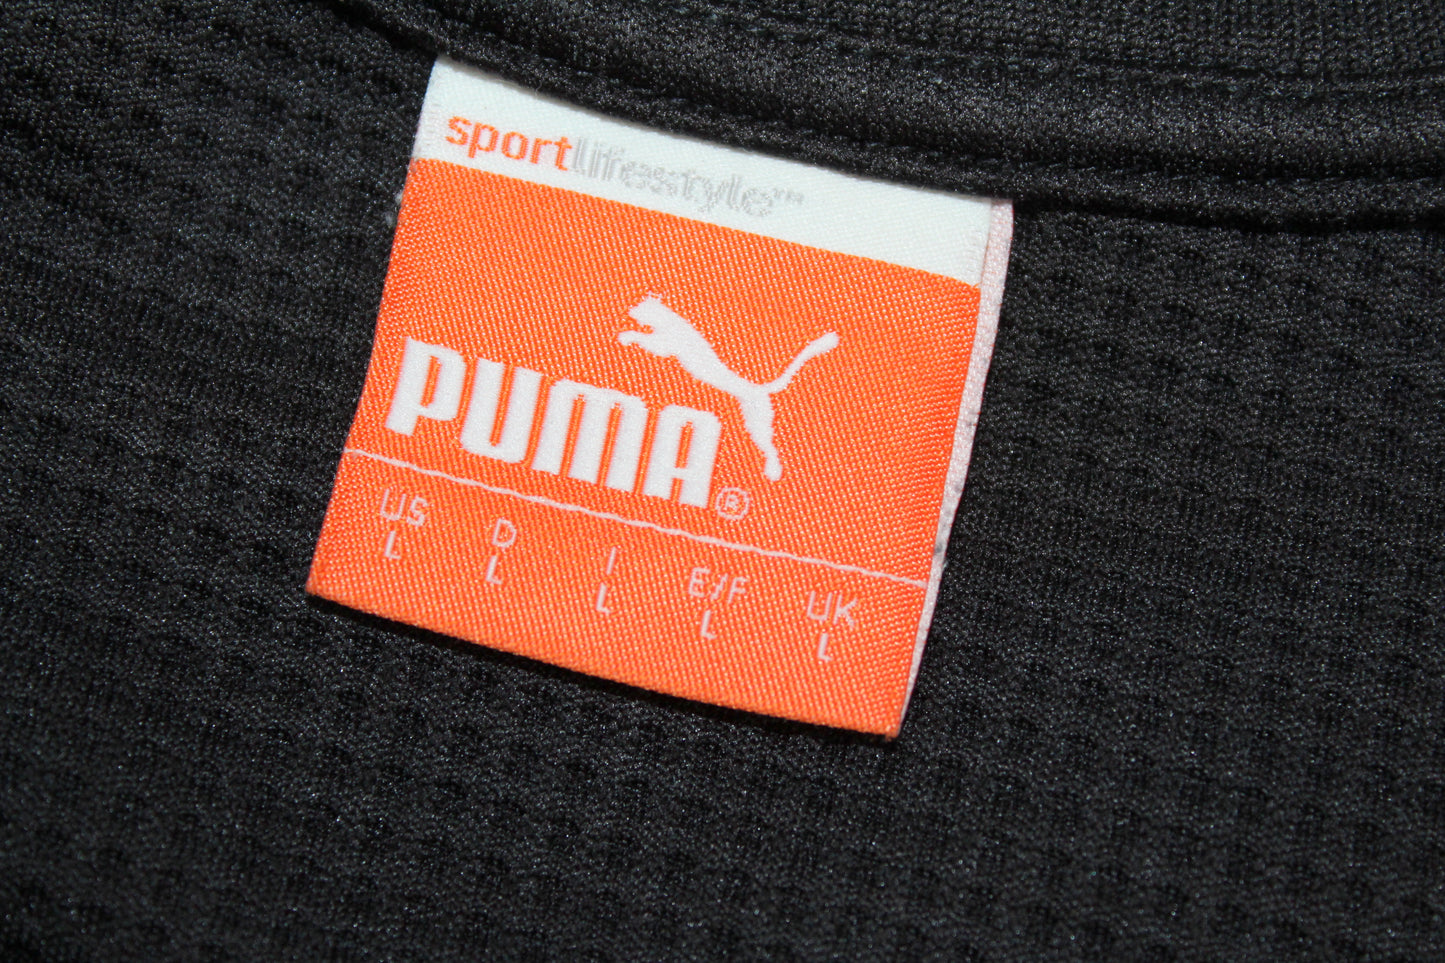 sportlifestyle™
PUMA®
US D I E/F UK
L L L L L